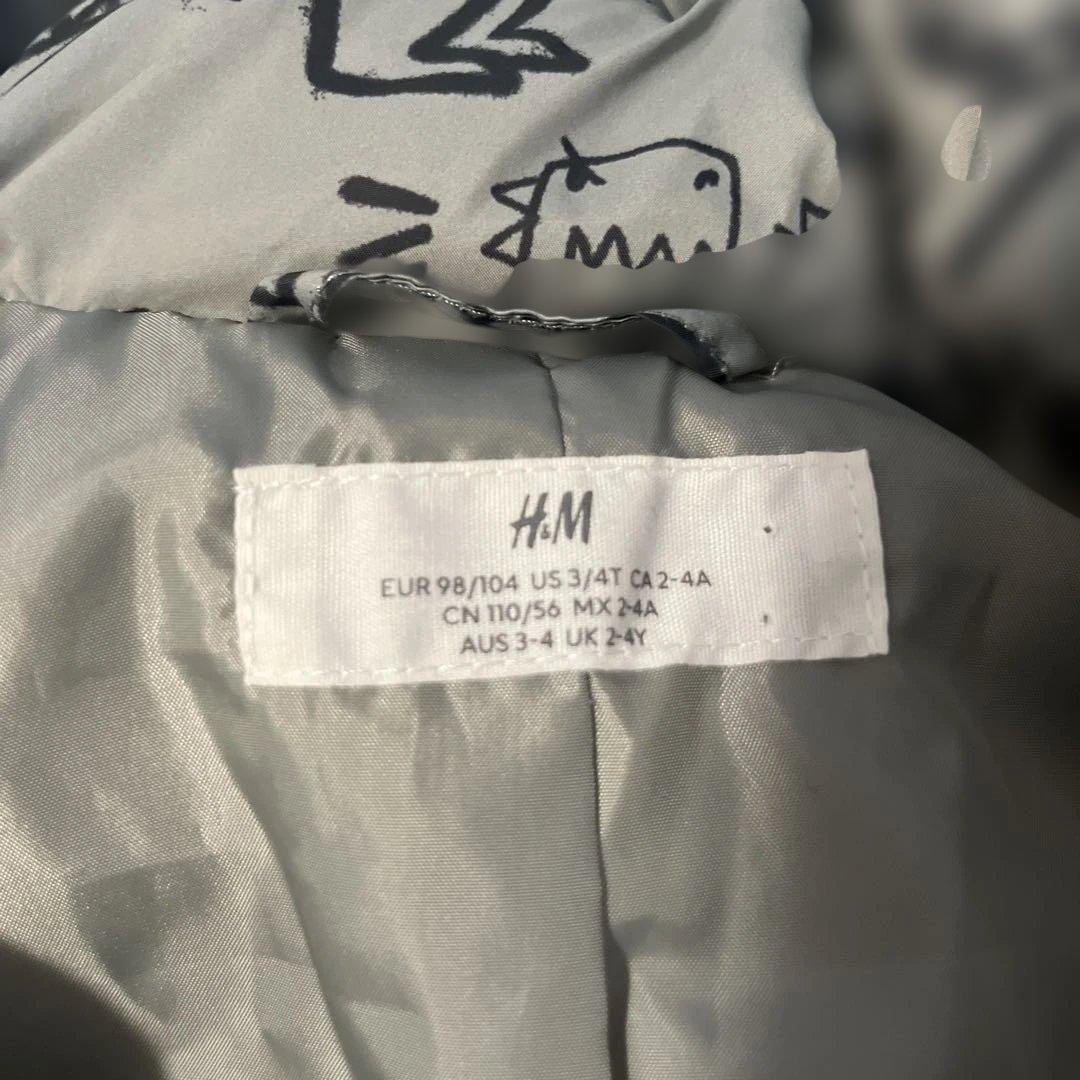 H&M
EUR 98/104 US 3/4T CA 2-4A
CN 110/56 MX 2-4A
AUS 3-4 UK 2-4Y